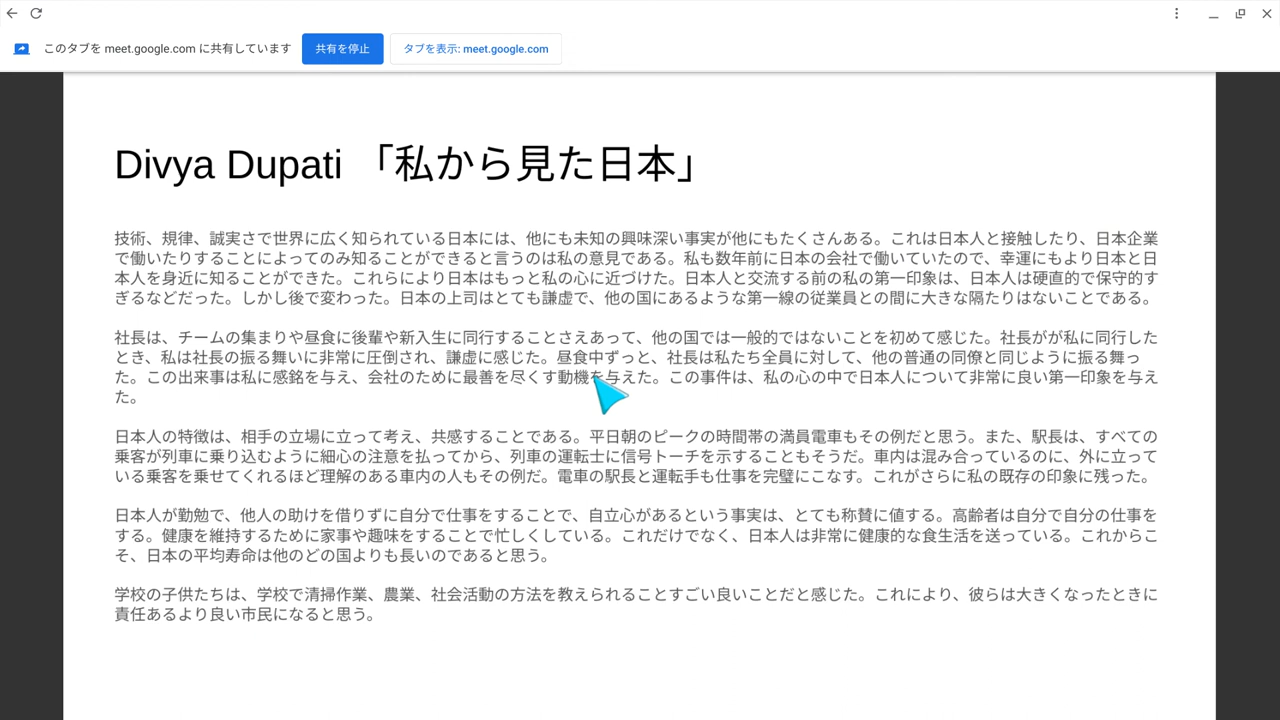 このタブを meet.google.com に共有しています
共有を停止
タブを表示: meet.google.com
Divya Dupati 「私から見た日本」
技術、規律、誠実さで世界に広く知られている日本には、他にも未知の興味深い事実が他にもたくさんある。これは日本人と接触したり、日本企業
で働いたりすることによってのみ知ることができると言うのは私の意見である。私も数年前に日本の会社で働いていたので、幸運にもより日本と日
本人を身近に知ることができた。これらにより日本はもっと私の心に近づけた。日本人と交流する前の私の第一印象は、日本人は硬直的で保守的す
ぎるなどだった。しかし後で変わった。日本の上司はとても謙虚で、他の国にあるような第一線の従業員との間に大きな隔たりはないことである。
社長は、チームの集まりや昼食に後輩や新入生に同行することさえあって、他の国では一般的ではないことを初めて感じた。社長がが私に同行した
とき、私は社長の振る舞いに非常に圧倒され、謙虚に感じた。昼食中ずっと、社長は私たち全員に対して、他の普通の同僚と同じように振る舞っ
た。この出来事は私に感銘を与え、会社のために最善を尽くす動機を与えた。この事件は、私の心の中で日本人について非常に良い第一印象を与え
た。
日本人の特徴は、相手の立場に立って考え、共感することである。平日朝のピークの時間帯の満員電車もその例だと思う。また、駅長は、すべての
乗客が列車に乗り込むように細心の注意を払ってから、列車の運転士に信号トーチを示すこともそうだ。車内は混み合っているのに、外に立って
いる乗客を乗せてくれるほど理解のある車内の人もその例だ。電車の駅長と運転手も仕事を完璧にこなす。これがさらに私の既存の印象に残った。
日本人が勤勉で、他人の助けを借りずに自分で仕事をすることで、自立心があるという事実は、とても称賛に値する。高齢者は自分で自分の仕事を
する。健康を維持するために家事や趣味をすることで忙しくしている。これだけでなく、日本人は非常に健康的な食生活を送っている。これからこ
そ、日本の平均寿命は他のどの国よりも長いのであると思う。
学校の子供たちは、学校で清掃作業、農業、社会活動の方法を教えられることすごい良いことだと感じた。これにより、彼らは大きくなったときに
責任あるより良い市民になると思う。